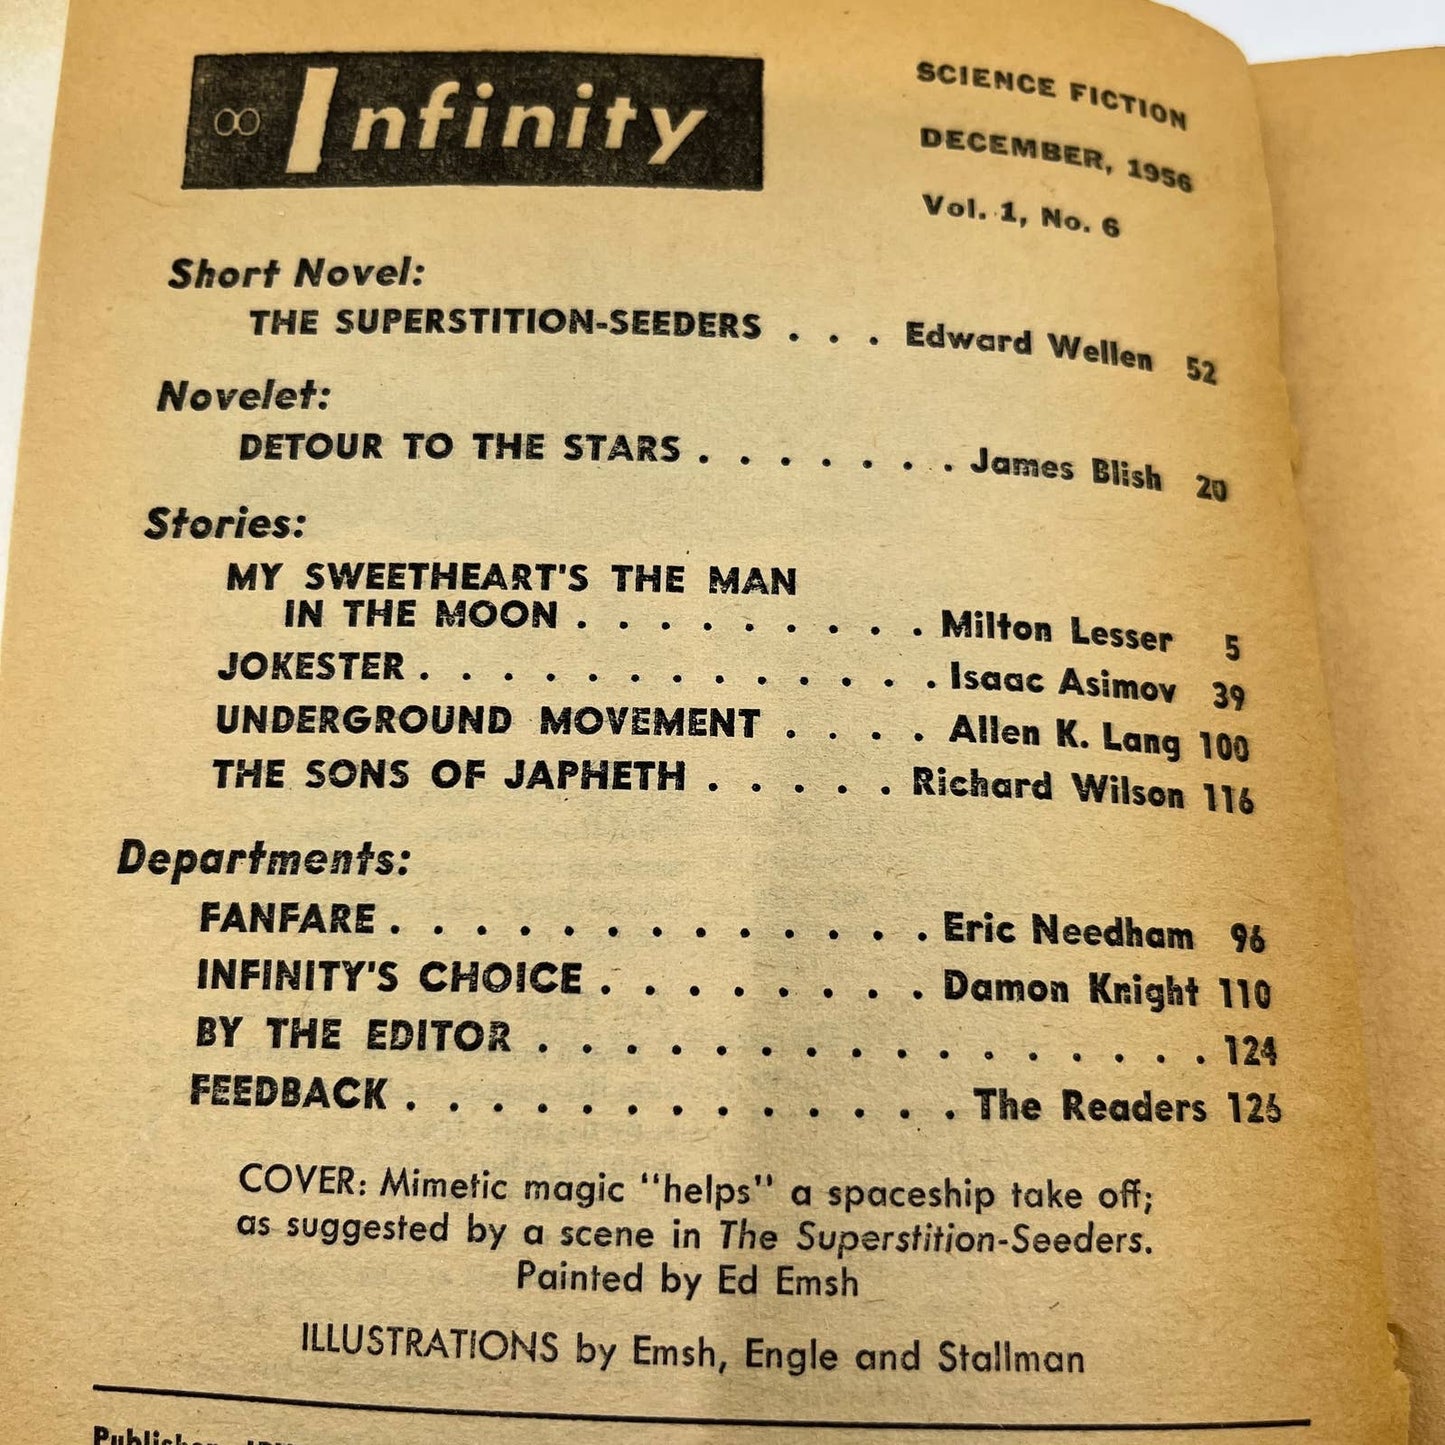 ∞ Infinity
SCIENCE FICTION
DECEMBER, 1956
Vol. 1, No. 6
Short Novel:
THE SUPERSTITION-SEEDERS . . . Edward Wellen 52
Novelet:
DETOUR TO THE STARS . . . . . . . James Blish 20
Stories:
MY SWEETHEART'S THE MAN
IN THE MOON . . . . . . . . . Milton Lesser 5
JOKESTER . . . . . . . . . . . . . Isaac Asimov 39
UNDERGROUND MOVEMENT . . . . Allen K. Lang 100
THE SONS OF JAPHETH . . . . . Richard Wilson 116
Departments:
FANFARE . . . . . . . . . . . . . Eric Needham 96
INFINITY'S CHOICE . . . . . . . . Damon Knight 110
BY THE EDITOR . . . . . . . . . . . . . . . . 124
FEEDBACK . . . . . . . . . . . . . The Readers 126
COVER: Mimetic magic "helps" a spaceship take off;
as suggested by a scene in The Superstition-Seeders.
Painted by Ed Emsh
ILLUSTRATIONS by Emsh, Engle and Stallman